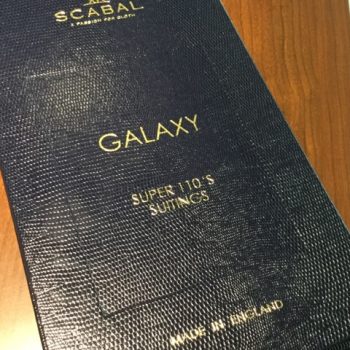 SCABAL
A PASSION FOR CLOTH
GALAXY
SUPER 110'S
SUITINGS
MADE IN ENGLAND